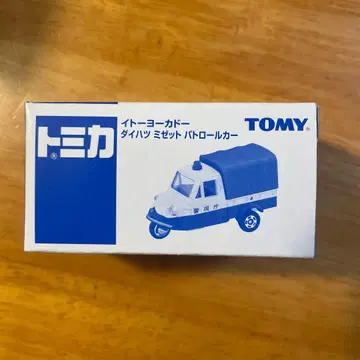 トミカ
®
イトーヨーカドー
ダイハツ ミゼット パトロールカー
TOMY®
警視庁